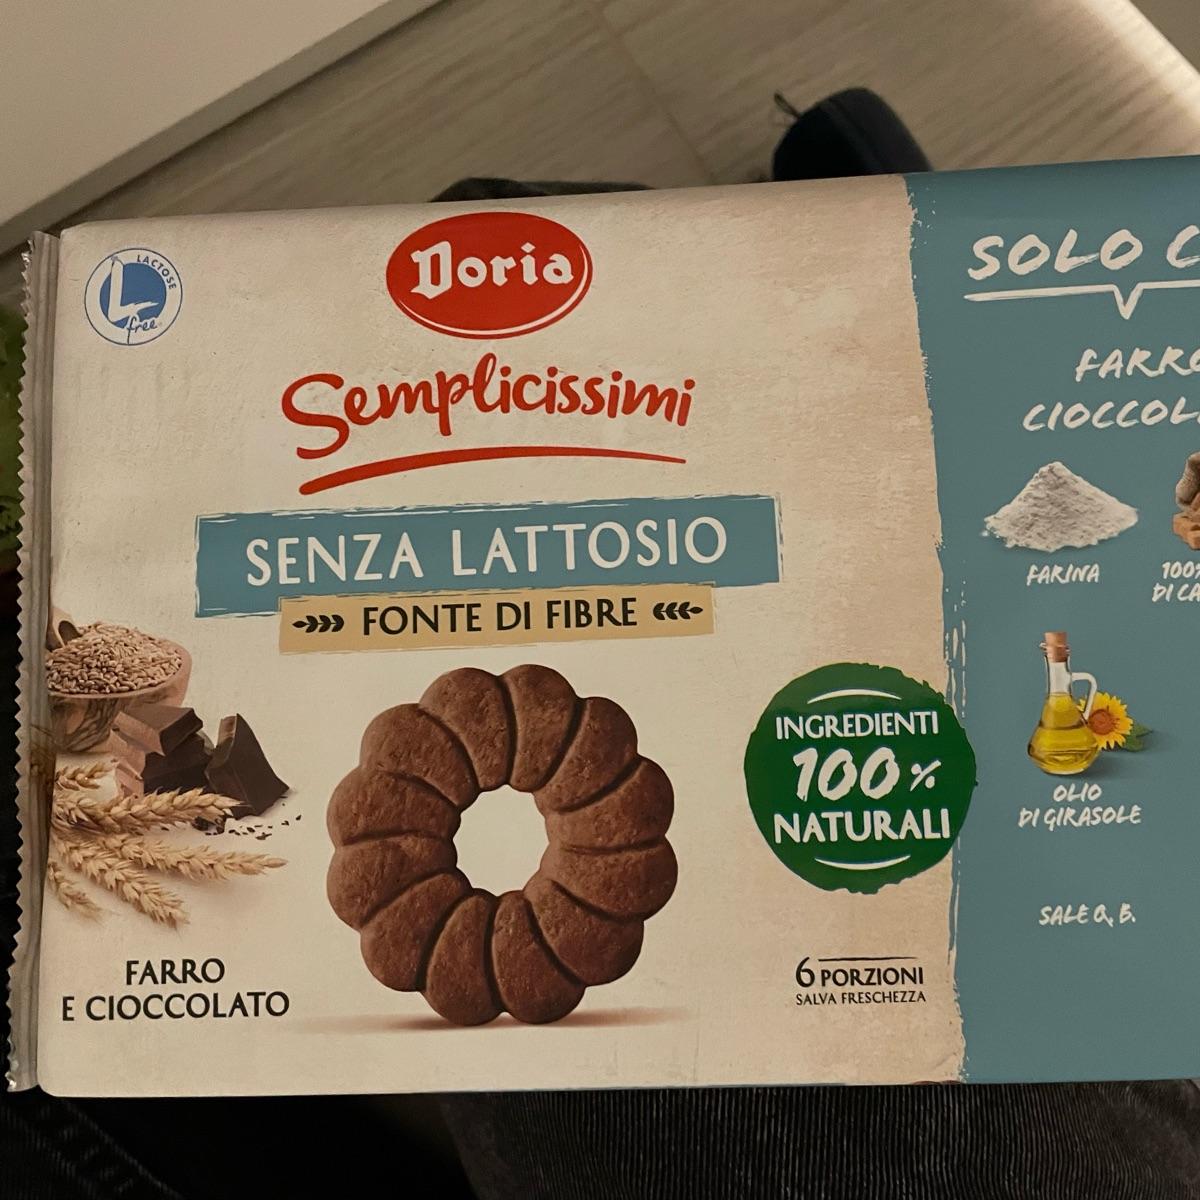 LACTOSE
free
Doria
Semplicissimi
SENZA LATTOSIO
FONTE DI FIBRE
INGREDIENTI
100%
NATURALI
FARRO
E CIOCCOLATO
6 PORZIONI
SALVA FRESCHEZZA
SOLO
FARINA
OLIO
DI GIRASOLE
SALE Q.B.